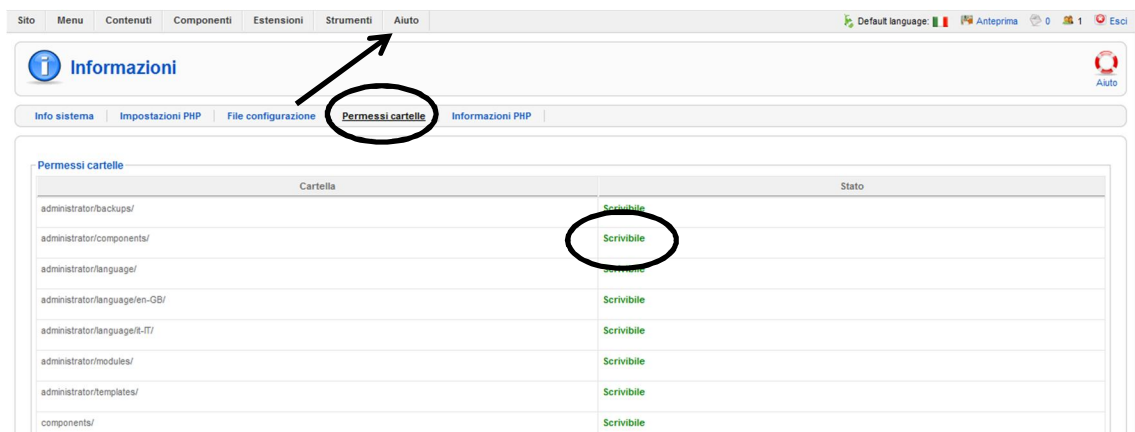 Sito Menu Contenuti Componenti Estensioni Strumenti Aiuto Default language: Anteprima 0 1 Esci
Informazioni
Aiuto
Info sistema Impostazioni PHP File configurazione Permessi cartelle Informazioni PHP
Permessi cartelle
Cartella Stato
administrator/backups/ Scrivibile
administrator/components/ Scrivibile
administrator/language/ Scrivibile
administrator/language/en-GB/ Scrivibile
administrator/language/it-IT/ Scrivibile
administrator/modules/ Scrivibile
administrator/templates/ Scrivibile
components/ Scrivibile